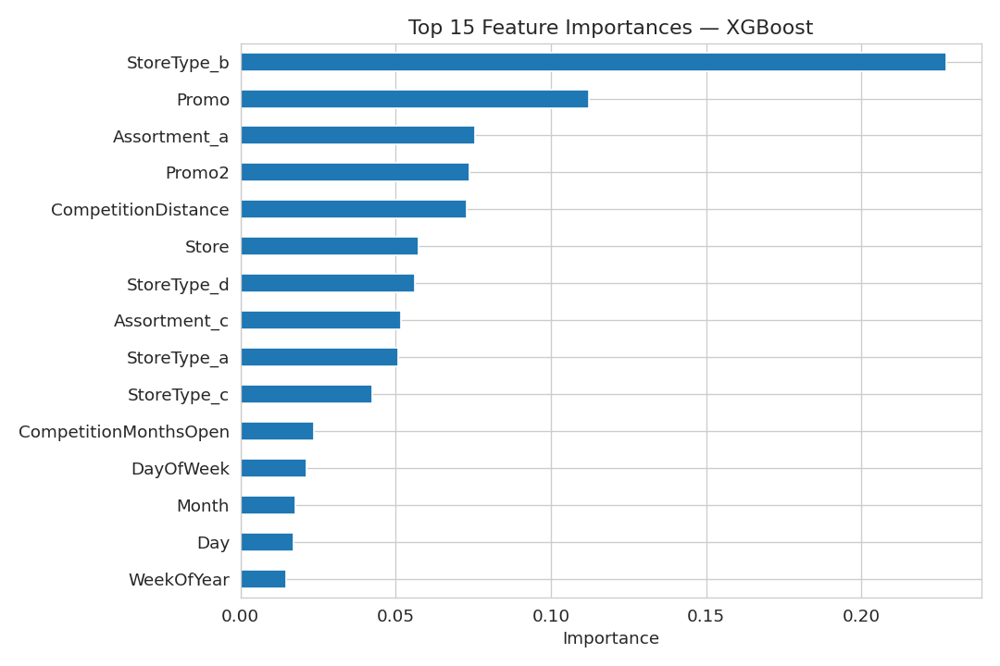 Top 15 Feature Importances — XGBoost
StoreType_b
Promo
Assortment_a
Promo2
CompetitionDistance
Store
StoreType_d
Assortment_c
StoreType_a
StoreType_c
CompetitionMonthsOpen
DayOfWeek
Month
Day
WeekOfYear
0.00 0.05 0.10 0.15 0.20
Importance